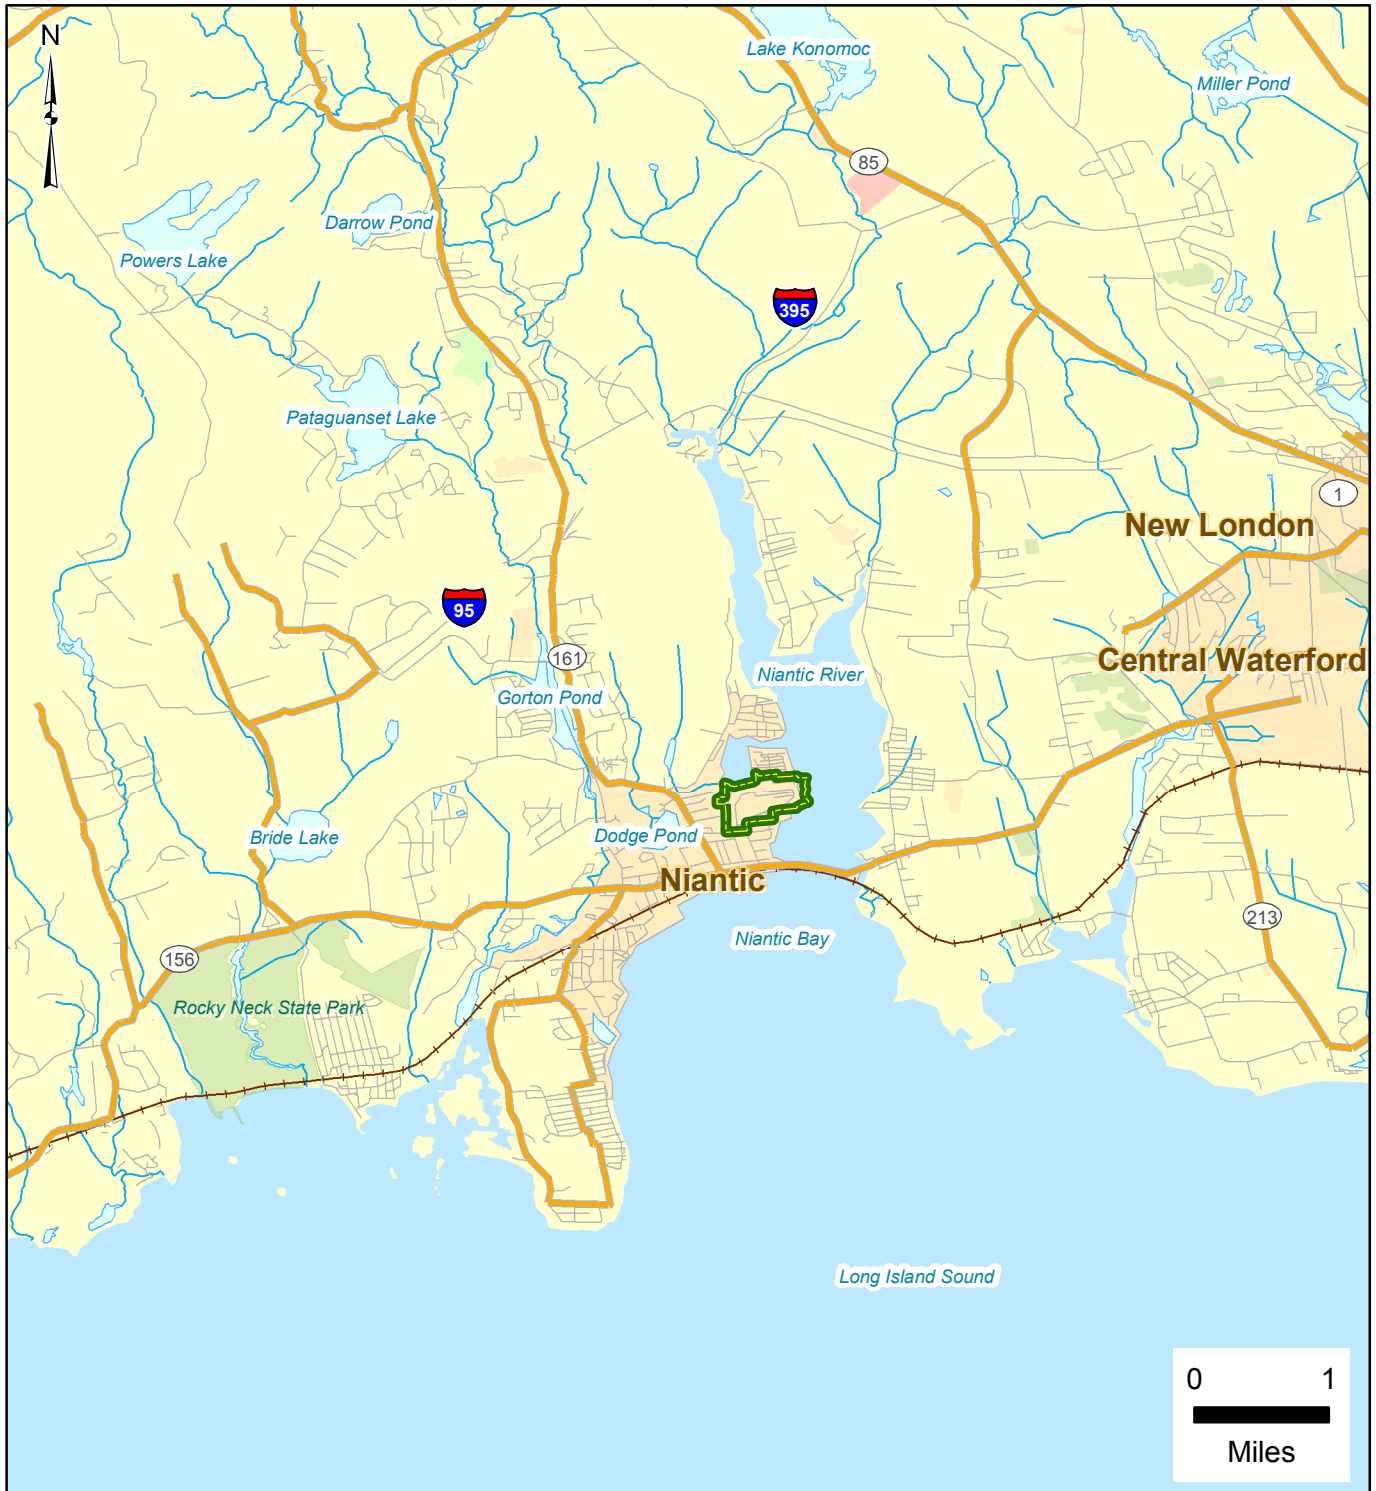 N
Lake Konomoc
Miller Pond
85
Darrow Pond
Powers Lake
395
Pataguanset Lake
1
New London
95
161
Central Waterford
Niantic River
Gorton Pond
Bride Lake
Dodge Pond
Niantic
213
Niantic Bay
156
Rocky Neck State Park
Long Island Sound
0 1
Miles